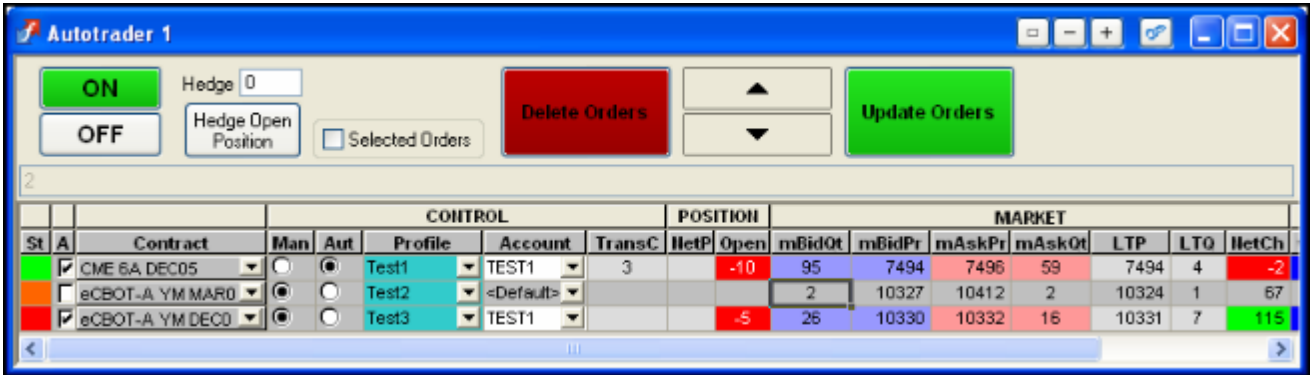 Autotrader 1
ON
OFF
Hedge 0
Hedge Open
Position
Selected Orders
Delete Orders
Update Orders
2
CONTROL POSITION MARKET
St A Contract Man Aut Profile Account TransC NetP Open mBidQt mBidPr mAskPr mAskQt LTP LTQ NetCh
CME 6A DEC05 Test1 TEST1 3 -10 95 7494 7496 59 7494 4 -2
eCBOT-A YM MAR0 Test2 <Default> 2 10327 10412 2 10324 1 67
eCBOT-A YM DEC0 Test3 TEST1 -5 26 10330 10332 16 10331 7 115